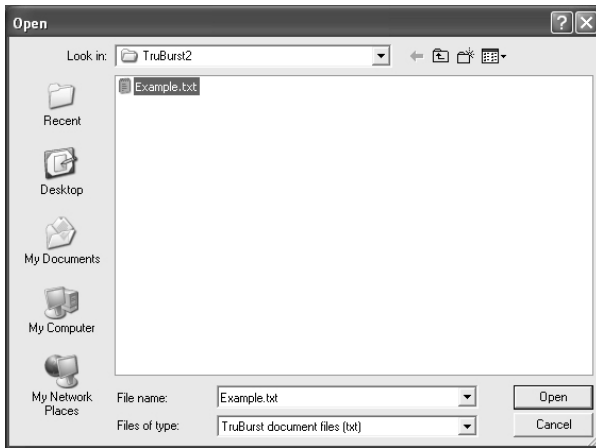 Open
Look in: TruBurst2
Example.txt
Recent
Desktop
My Documents
My Computer
My Network
Places
File name: Example.txt Open
Files of type: TruBurst document files (txt) Cancel